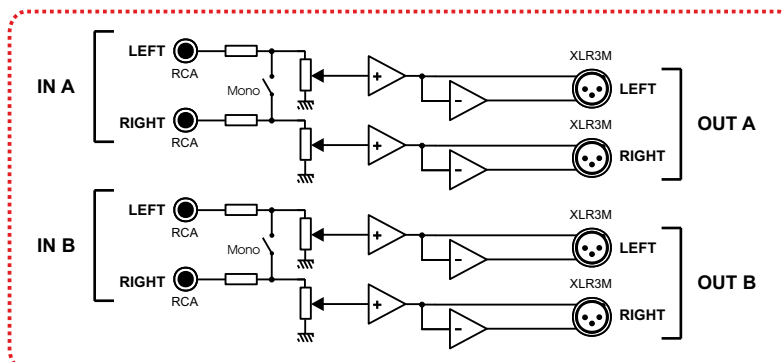 XLR3M
LEFT
RCA
+
−
LEFT
IN A
Mono
XLR3M
OUT A
RIGHT
RCA
+
−
RIGHT
XLR3M
LEFT
RCA
+
−
LEFT
IN B
Mono
XLR3M
OUT B
RIGHT
RCA
+
−
RIGHT